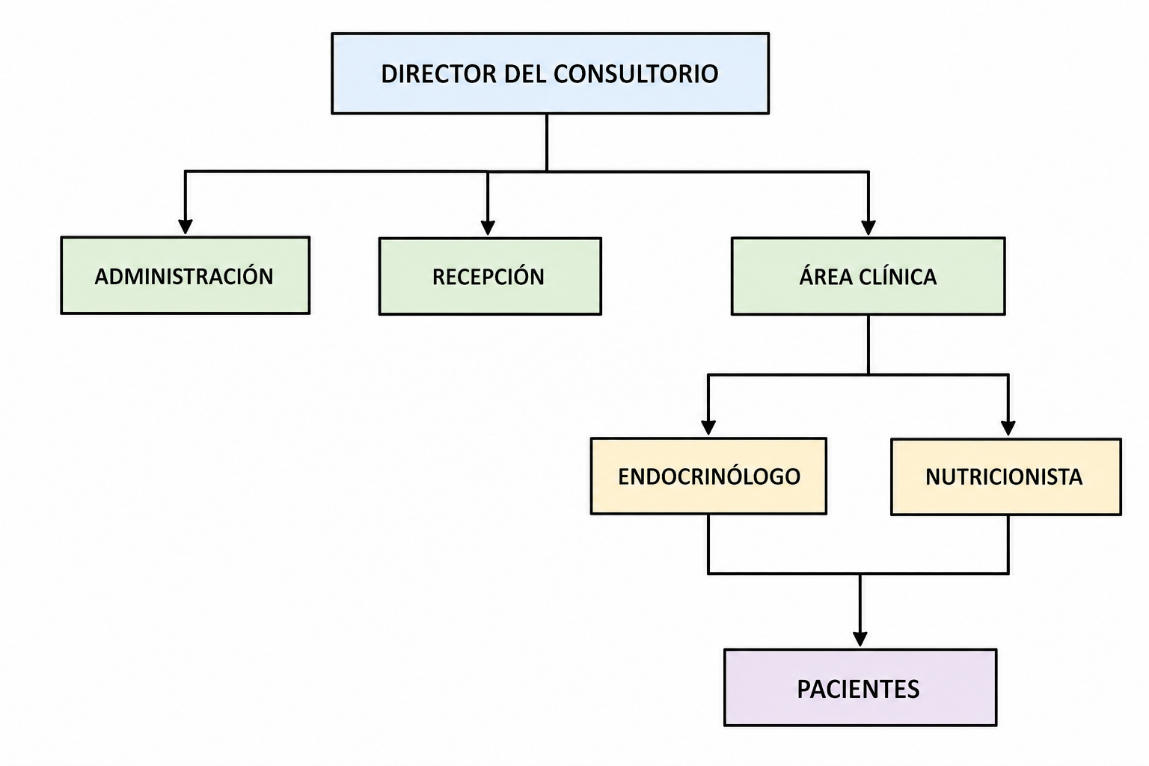 DIRECTOR DEL CONSULTORIO
ADMINISTRACIÓN
RECEPCIÓN
ÁREA CLÍNICA
ENDOCRINÓLOGO
NUTRICIONISTA
PACIENTES